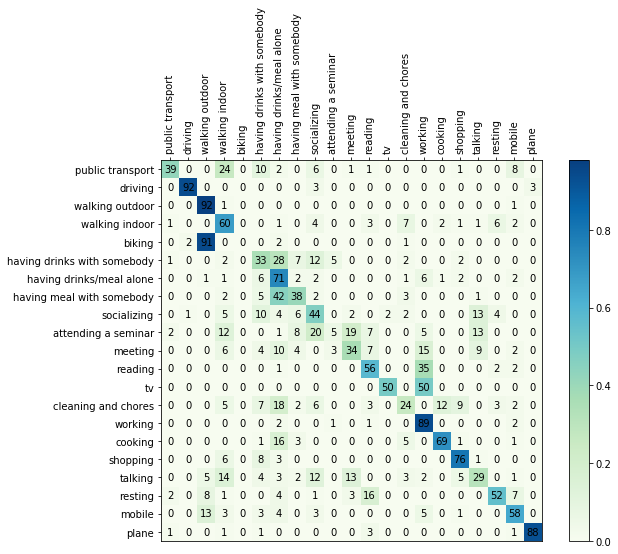 public transport
driving
walking outdoor
walking indoor
biking
having drinks with somebody
having drinks/meal alone
having meal with somebody
socializing
attending a seminar
meeting
reading
tv
cleaning and chores
working
cooking
shopping
talking
resting
mobile
plane
public transport 39 0 0 24 0 10 2 0 6 0 1 1 0 0 0 0 1 0 0 8 0
driving 0 92 0 0 0 0 0 0 3 0 0 0 0 0 0 0 0 0 0 0 3
walking outdoor 0 0 92 1 0 0 0 0 0 0 0 0 0 0 0 0 0 0 0 1 0
walking indoor 1 0 0 60 0 0 1 0 4 0 0 3 0 7 0 2 1 1 6 2 0
biking 0 2 91 0 0 0 2 0 0 0 0 0 0 1 0 0 0 0 0 0 0
having drinks with somebody 1 0 0 2 0 33 28 7 12 5 0 0 0 2 0 0 2 0 0 0 0
having drinks/meal alone 0 0 1 1 0 6 71 2 2 0 0 0 0 1 6 1 2 0 0 2 0
having meal with somebody 0 0 0 2 0 5 42 38 2 0 0 0 0 3 0 0 0 1 0 0 0
socializing 0 1 0 5 0 10 4 6 44 0 2 0 2 2 0 0 0 13 4 0 0
attending a seminar 2 0 0 12 0 0 1 8 20 5 19 7 0 0 5 0 0 13 0 0 0
meeting 0 0 0 6 0 4 10 4 0 3 34 7 0 0 15 0 0 9 0 2 0
reading 0 0 0 0 0 0 1 0 0 0 0 56 0 0 35 0 0 0 2 2 0
tv 0 0 0 0 0 0 0 0 0 0 0 0 50 0 50 0 0 0 0 0 0
cleaning and chores 0 0 0 5 0 7 18 2 6 0 0 3 0 24 0 12 9 0 3 2 0
working 0 0 0 0 0 0 2 0 0 1 0 1 0 0 89 0 0 0 0 2 0
cooking 0 0 0 0 0 1 16 3 0 0 0 0 0 5 0 69 1 0 0 1 0
shopping 0 0 0 6 0 8 3 0 0 0 0 0 0 0 0 0 76 1 0 0 0
talking 0 0 5 14 0 4 3 2 12 0 13 0 0 3 2 0 5 29 0 1 0
resting 2 0 8 1 0 0 4 0 1 0 3 16 0 0 0 0 0 0 52 7 0
mobile 0 0 13 3 0 3 4 0 3 0 0 0 0 0 5 0 1 0 0 58 0
plane 1 0 0 1 0 0 0 0 0 0 0 3 0 0 0 0 0 0 0 1 88
0.8
0.6
0.4
0.2
0.0